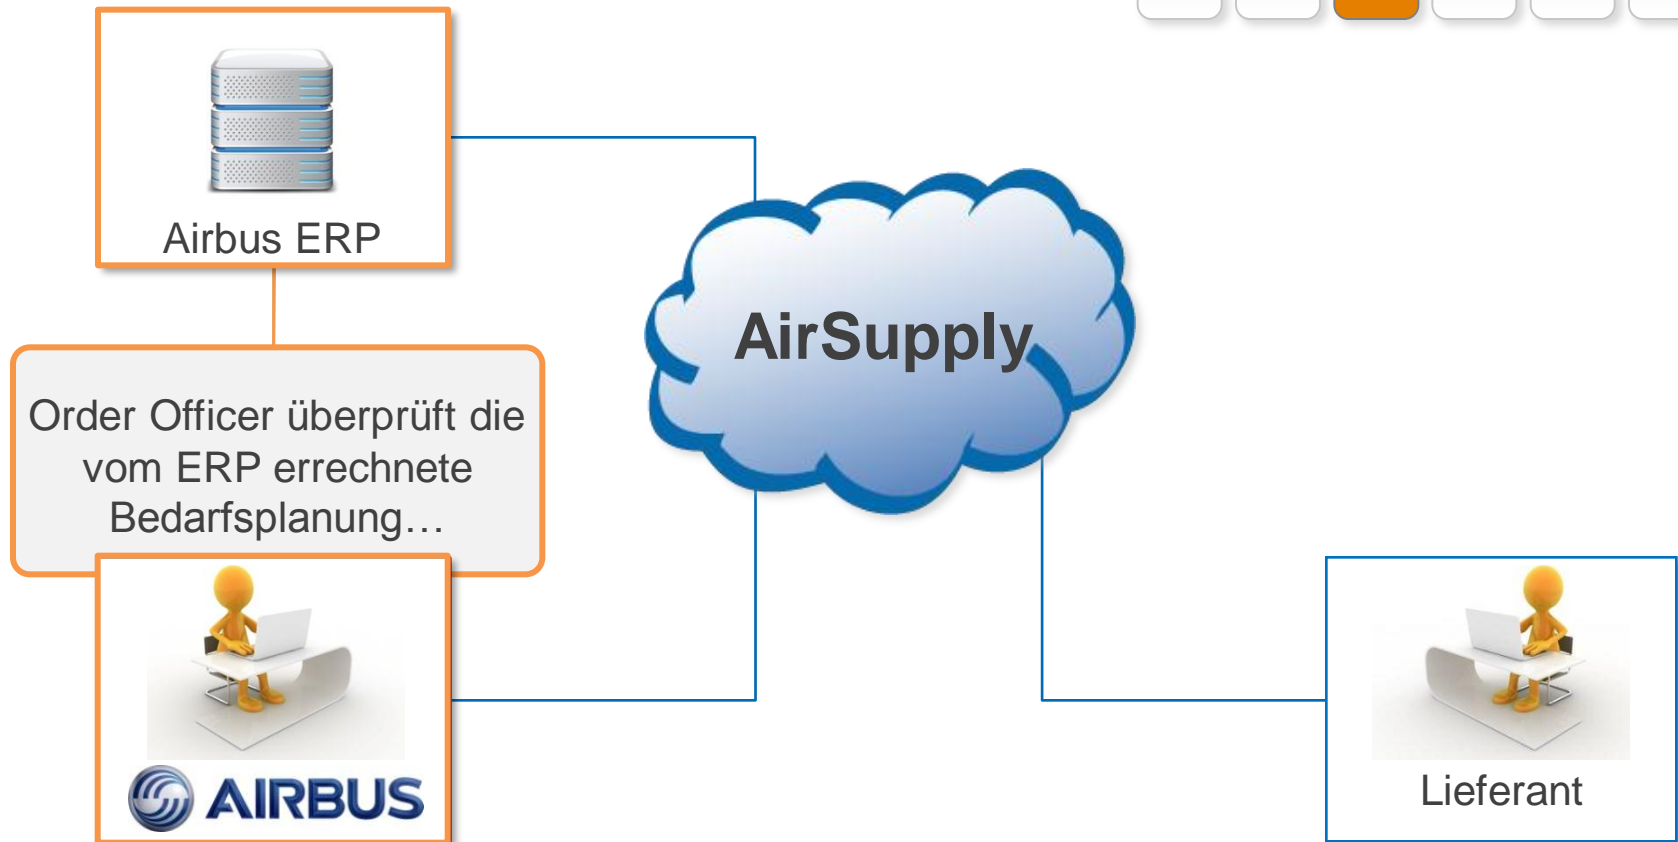 Airbus ERP
AirSupply
Order Officer überprüft die
vom ERP errechnete
Bedarfsplanung…
AIRBUS
Lieferant